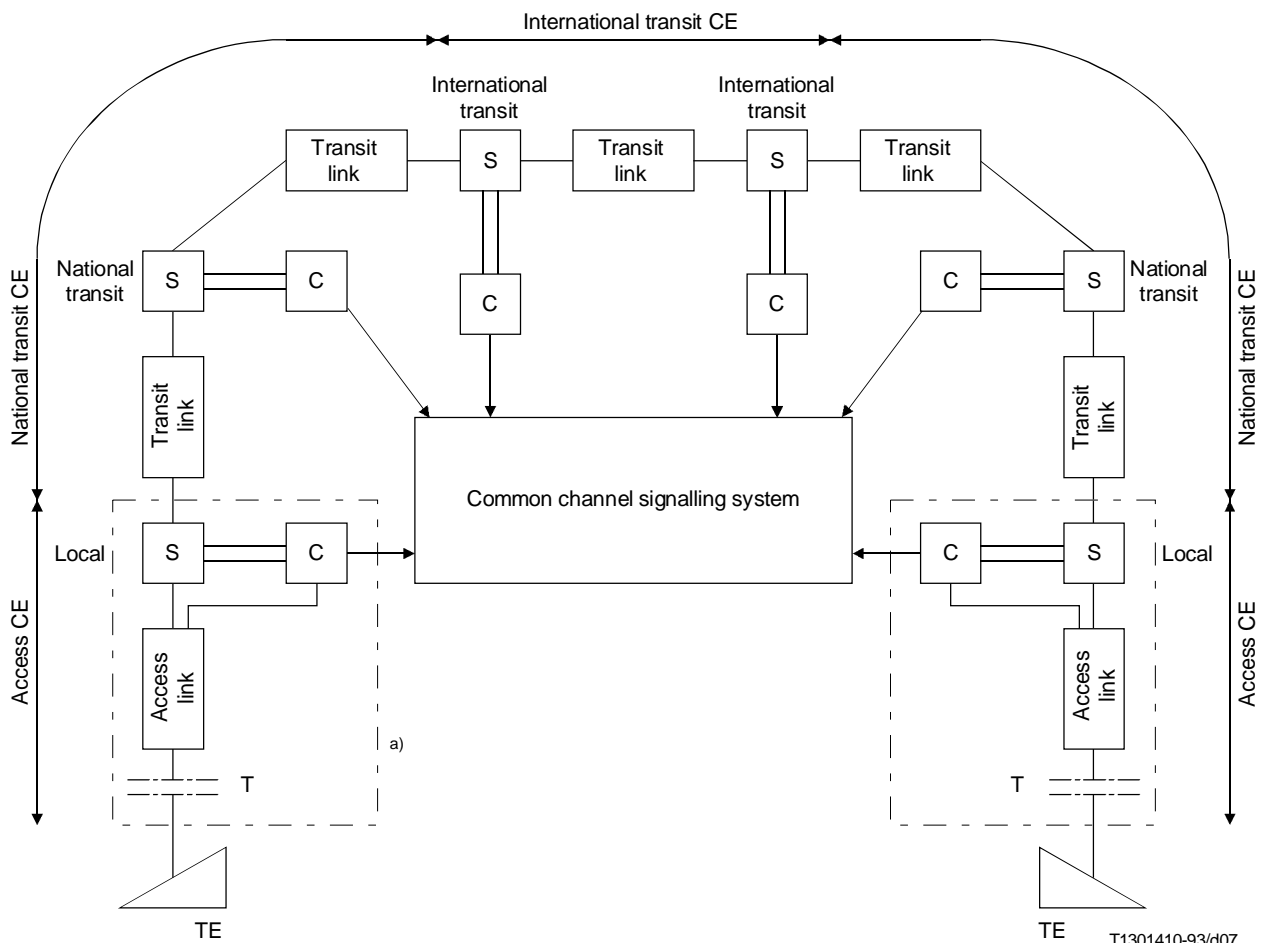 International transit CE
International
transit
International
transit
Transit
link
S
Transit
link
S
Transit
link
National
transit
S
C
C
C
C
S
National
transit
National transit CE
National transit CE
Transit
link
Transit
link
Common channel signalling system
Local
S
C
C
S
Local
Access CE
Access CE
Access
link
Access
link
a)
T
T
TE
TE
T1301410-93/d07